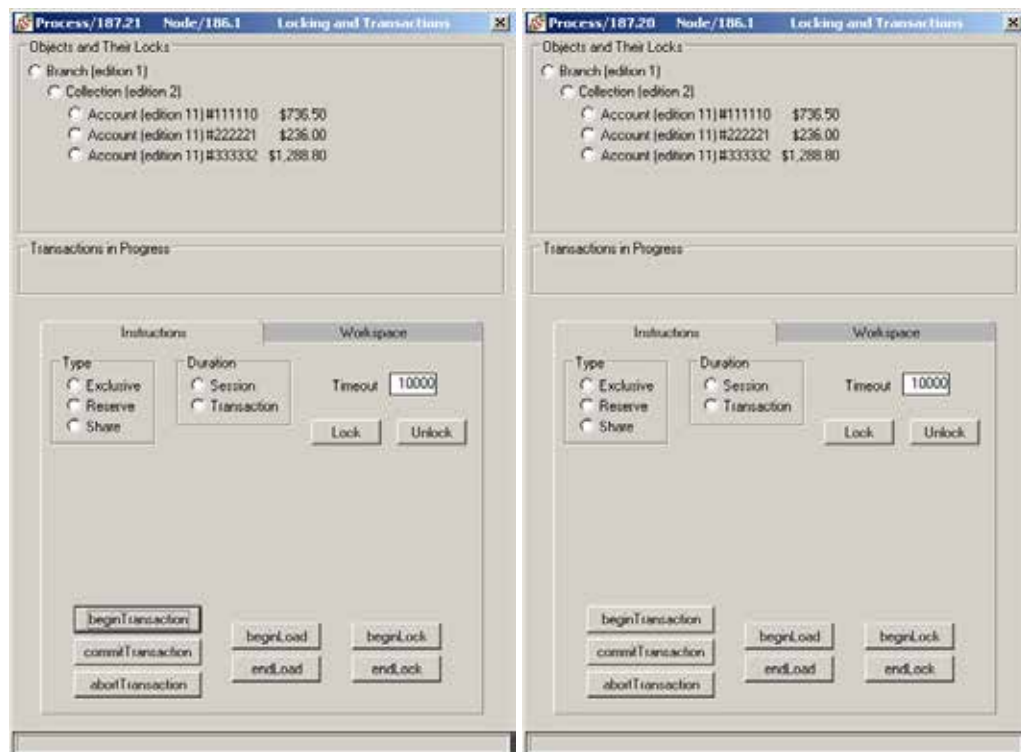 Process/187.21 Node/186.1 Locking and Transactions
Objects and Their Locks
Branch (edition 1)
Collection (edition 2)
Account (edition 11) #111110 $736.50
Account (edition 11) #222221 $236.00
Account (edition 11) #333332 $1,288.80
Transactions in Progress
Instructions Workspace
Type Duration
Exclusive Session Timeout 10000
Reserve Transaction
Share Lock Unlock
beginTransaction
beginLoad beginLock
commitTransaction
endLoad endLock
abortTransaction
Process/187.20 Node/186.1 Locking and Transactions
Objects and Their Locks
Branch (edition 1)
Collection (edition 2)
Account (edition 11) #111110 $736.50
Account (edition 11) #222221 $236.00
Account (edition 11) #333332 $1,288.80
Transactions in Progress
Instructions Workspace
Type Duration
Exclusive Session Timeout 10000
Reserve Transaction
Share Lock Unlock
beginTransaction
beginLoad beginLock
commitTransaction
endLoad endLock
abortTransaction